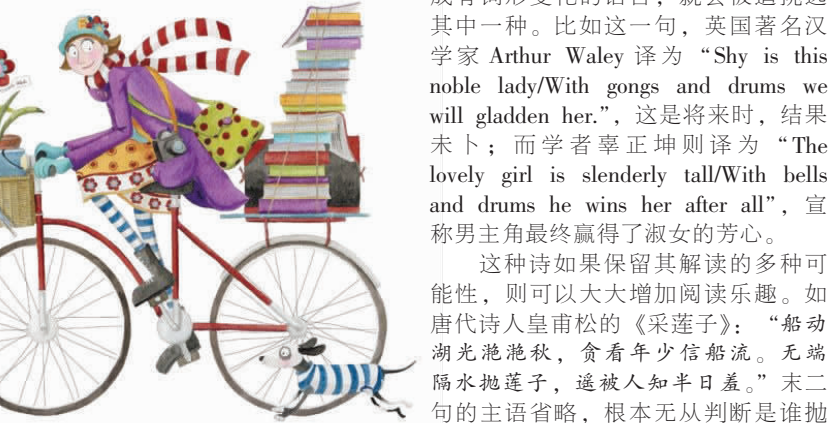 成有词形变化的语言，就会被迫挑选
其中一种。比如这一句，英国著名汉
学家 Arthur Waley 译为 “Shy is this
noble lady/With gongs and drums we
will gladden her.”，这是将来时，结果
未卜；而学者辜正坤则译为 “The
lovely girl is slenderly tall/With bells
and drums he wins her after all”，宣
称男主角最终赢得了淑女的芳心。
这种诗如果保留其解读的多种可
能性，则可以大大增加阅读乐趣。如
唐代诗人皇甫松的《采莲子》：“船动
湖光滟滟秋，贪看年少信船流。无端
隔水抛莲子，遥被人知半日羞。”末二
句的主语省略，根本无从判断是谁抛